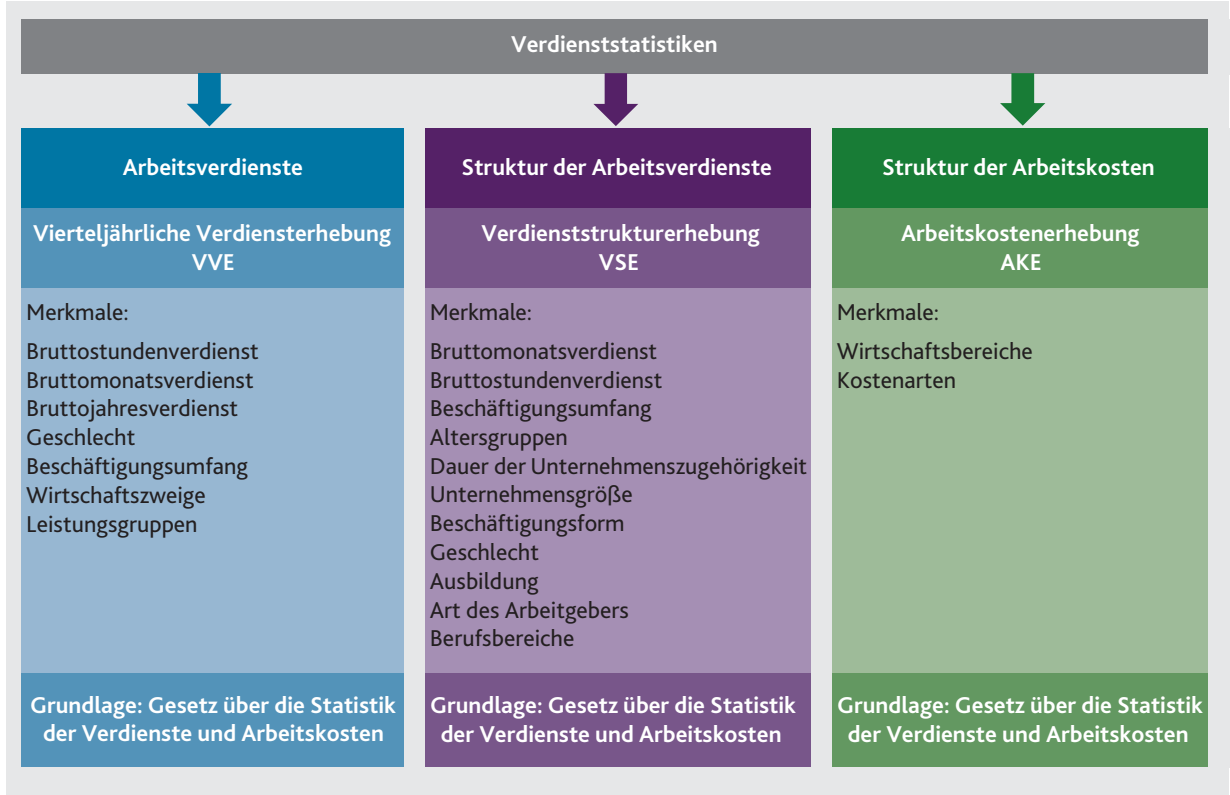 Verdienststatistiken
Arbeitsverdienste
Vierteljährliche Verdiensterhebung
VVE
Merkmale:
Bruttostundenverdienst
Bruttomonatsverdienst
Bruttojahresverdienst
Geschlecht
Beschäftigungsumfang
Wirtschaftszweige
Leistungsgruppen
Grundlage: Gesetz über die Statistik
der Verdienste und Arbeitskosten
Struktur der Arbeitsverdienste
Verdienststrukturerhebung
VSE
Merkmale:
Bruttomonatsverdienst
Bruttostundenverdienst
Beschäftigungsumfang
Altersgruppen
Dauer der Unternehmenszugehörigkeit
Unternehmensgröße
Beschäftigungsform
Geschlecht
Ausbildung
Art des Arbeitgebers
Berufsbereiche
Grundlage: Gesetz über die Statistik
der Verdienste und Arbeitskosten
Struktur der Arbeitskosten
Arbeitskostenerhebung
AKE
Merkmale:
Wirtschaftsbereiche
Kostenarten
Grundlage: Gesetz über die Statistik
der Verdienste und Arbeitskosten